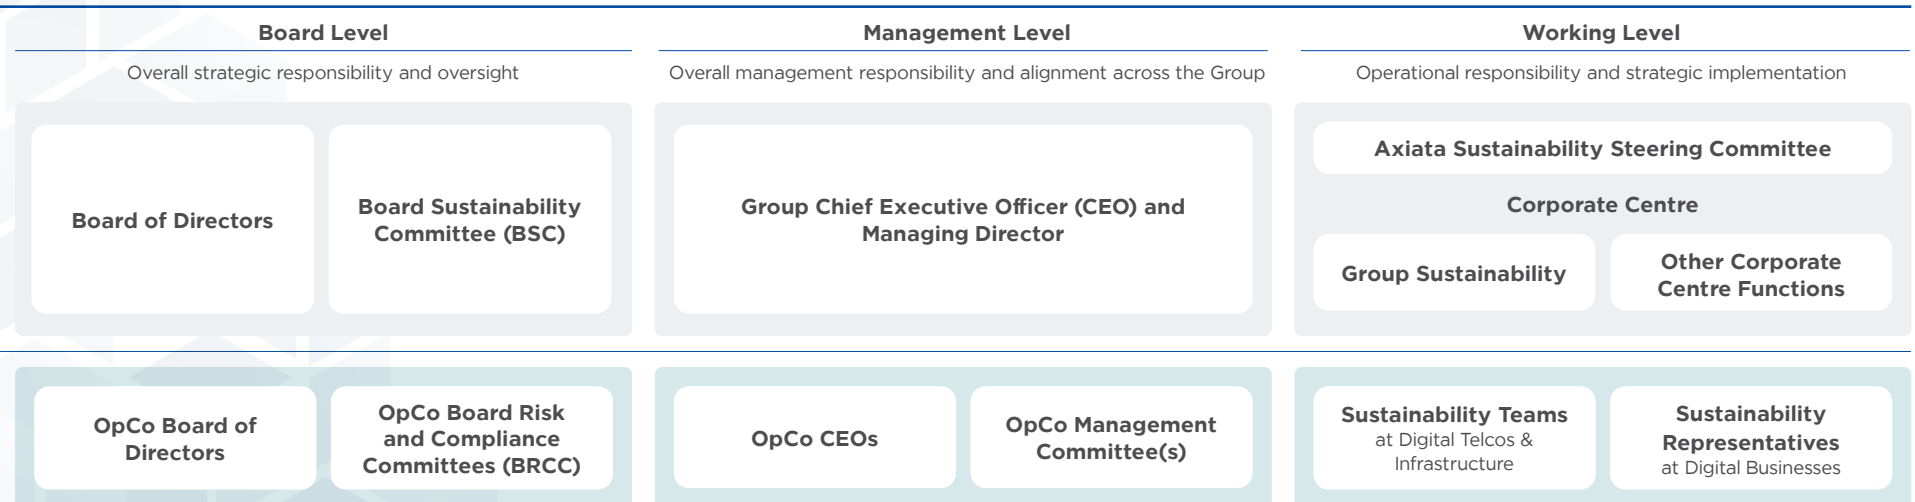 Board Level
Overall strategic responsibility and oversight
Board of Directors
Board Sustainability
Committee (BSC)
Management Level
Overall management responsibility and alignment across the Group
Group Chief Executive Officer (CEO) and
Managing Director
Working Level
Operational responsibility and strategic implementation
Axiata Sustainability Steering Committee
Corporate Centre
Group Sustainability
Other Corporate
Centre Functions
OpCo Board of
Directors
OpCo Board Risk
and Compliance
Committees (BRCC)
OpCo CEOs
OpCo Management
Committee(s)
Sustainability Teams
at Digital Telcos &
Infrastructure
Sustainability
Representatives
at Digital Businesses